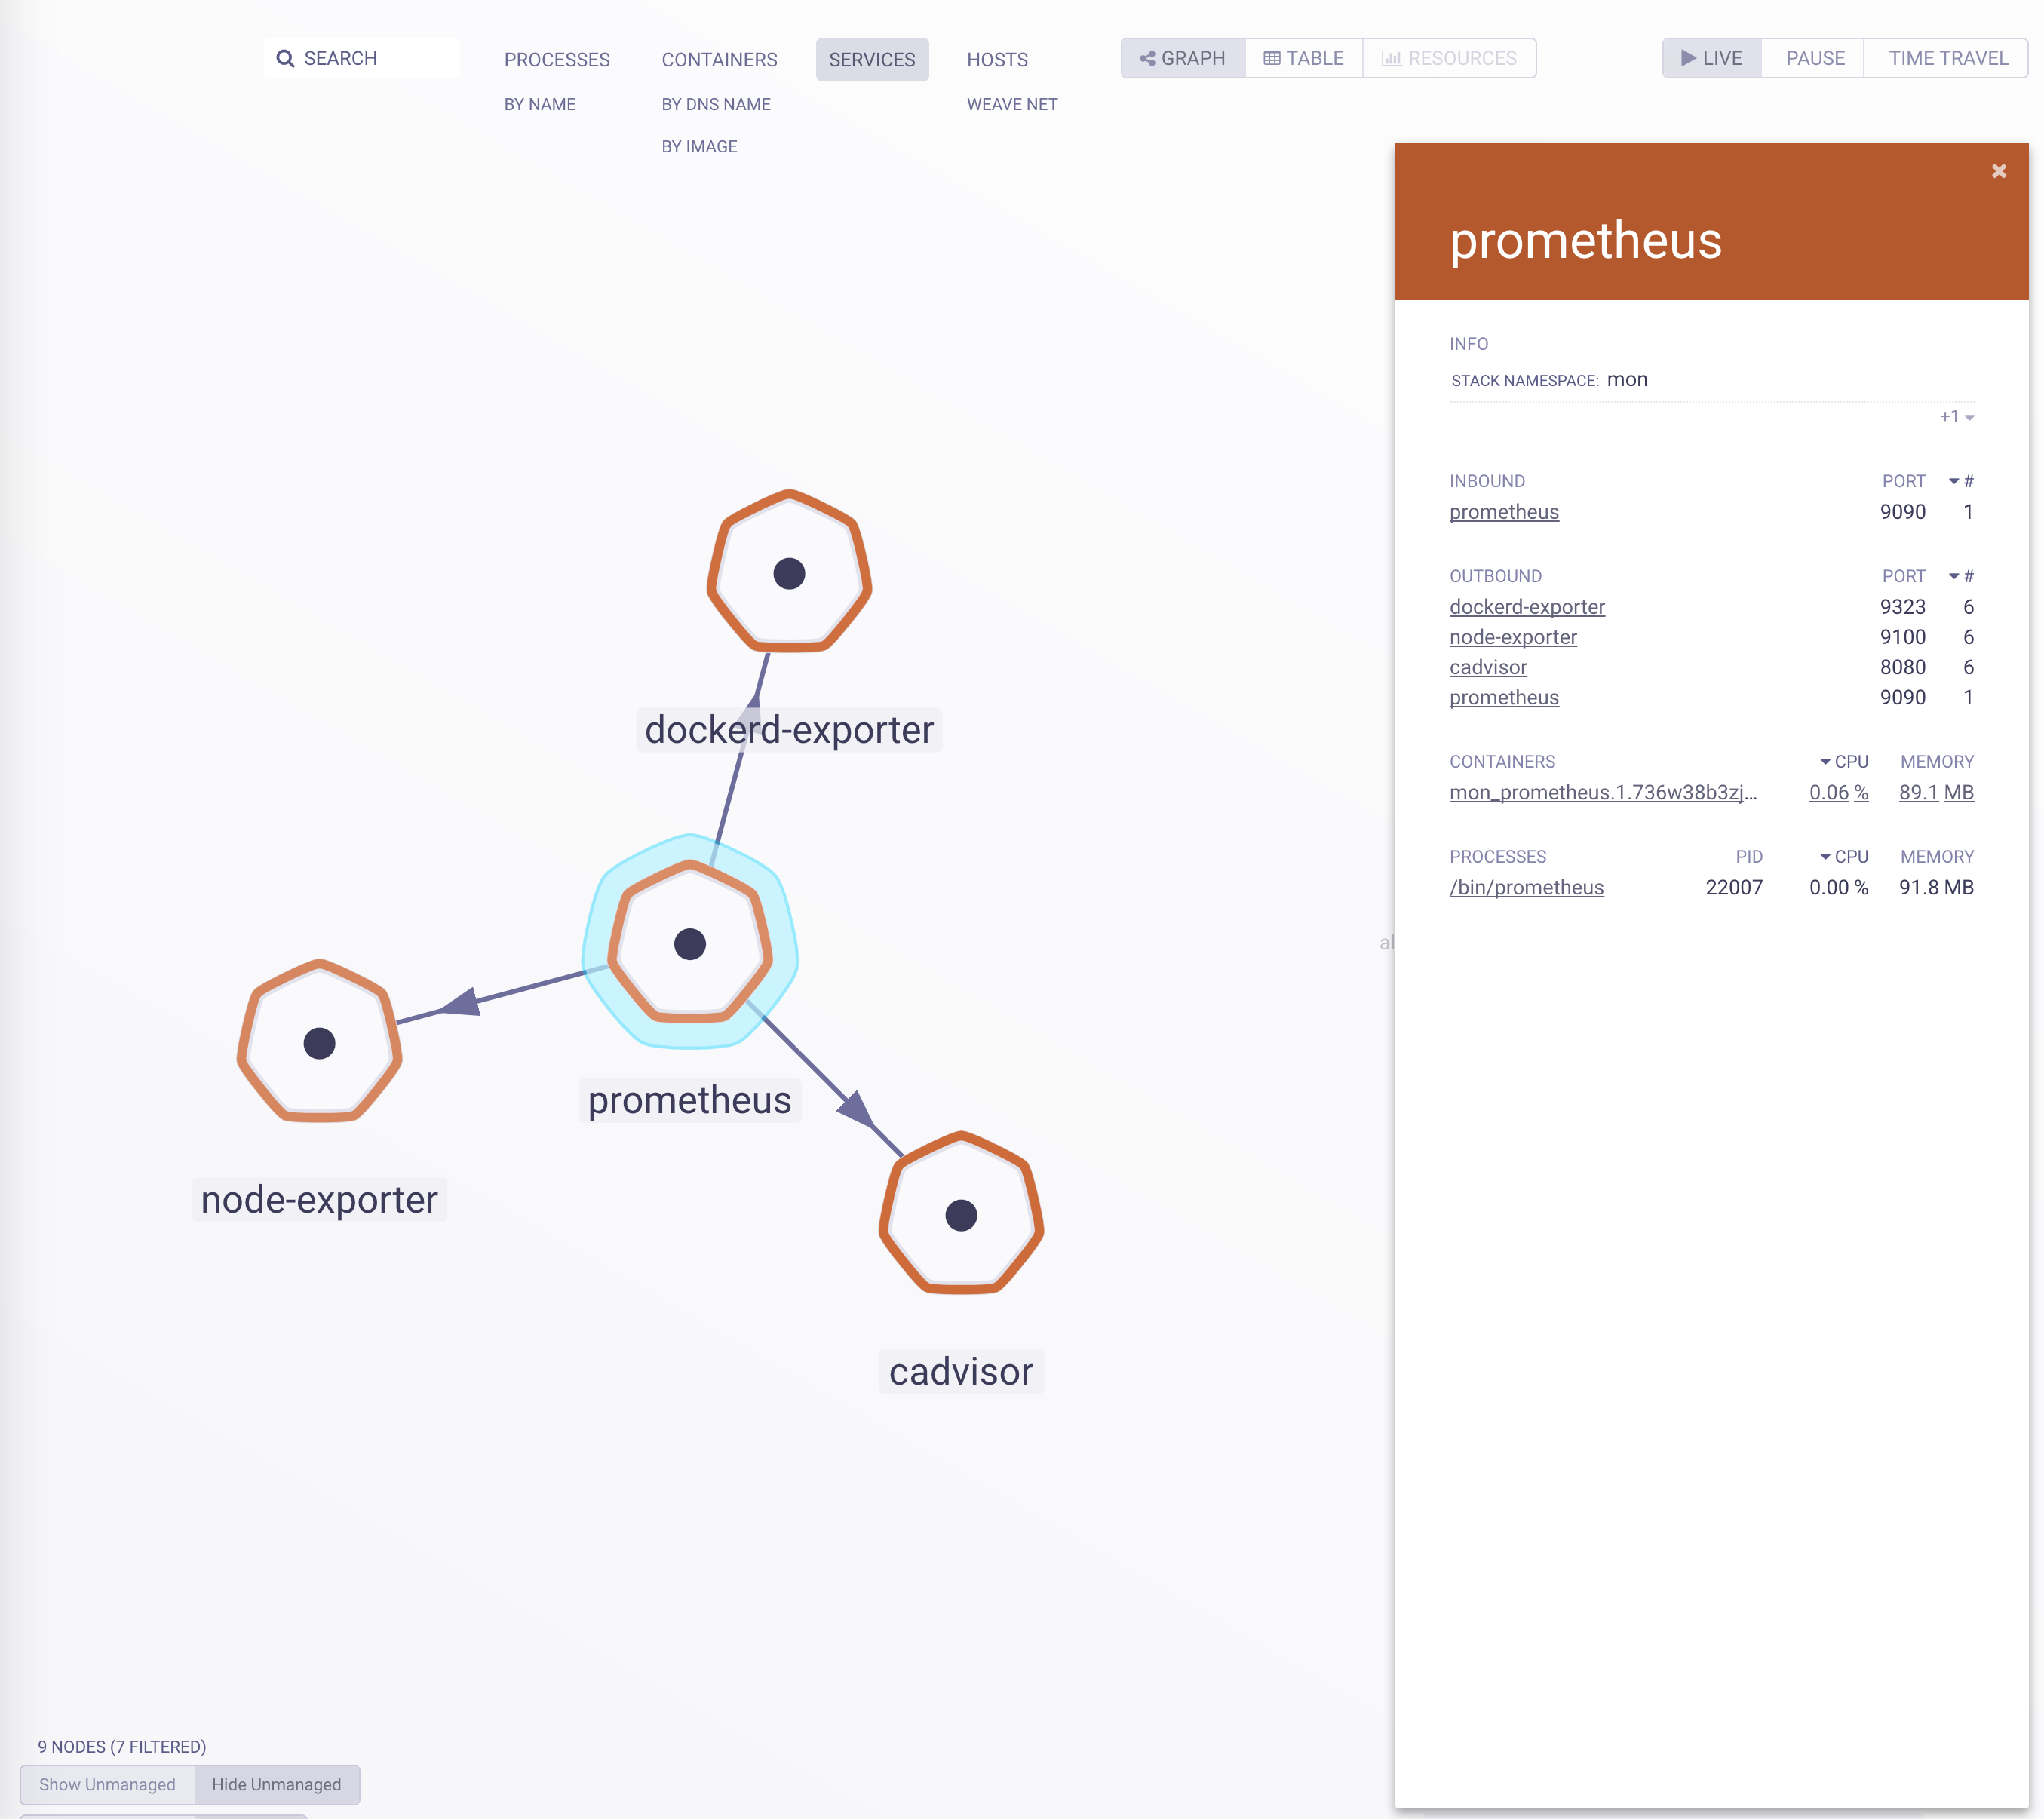 SEARCH
PROCESSES
BY NAME
CONTAINERS
BY DNS NAME
BY IMAGE
SERVICES
HOSTS
WEAVE NET
GRAPH
TABLE
RESOURCES
LIVE
PAUSE
TIME TRAVEL
dockerd-exporter
prometheus
node-exporter
cadvisor
al
9 NODES (7 FILTERED)
Show Unmanaged
Hide Unmanaged
prometheus
INFO
STACK NAMESPACE: mon
+1
INBOUND PORT #
prometheus 9090 1
OUTBOUND PORT #
dockerd-exporter 9323 6
node-exporter 9100 6
cadvisor 8080 6
prometheus 9090 1
CONTAINERS CPU MEMORY
mon_prometheus.1.736w38b3zj... 0.06 % 89.1 MB
PROCESSES PID CPU MEMORY
/bin/prometheus 22007 0.00 % 91.8 MB